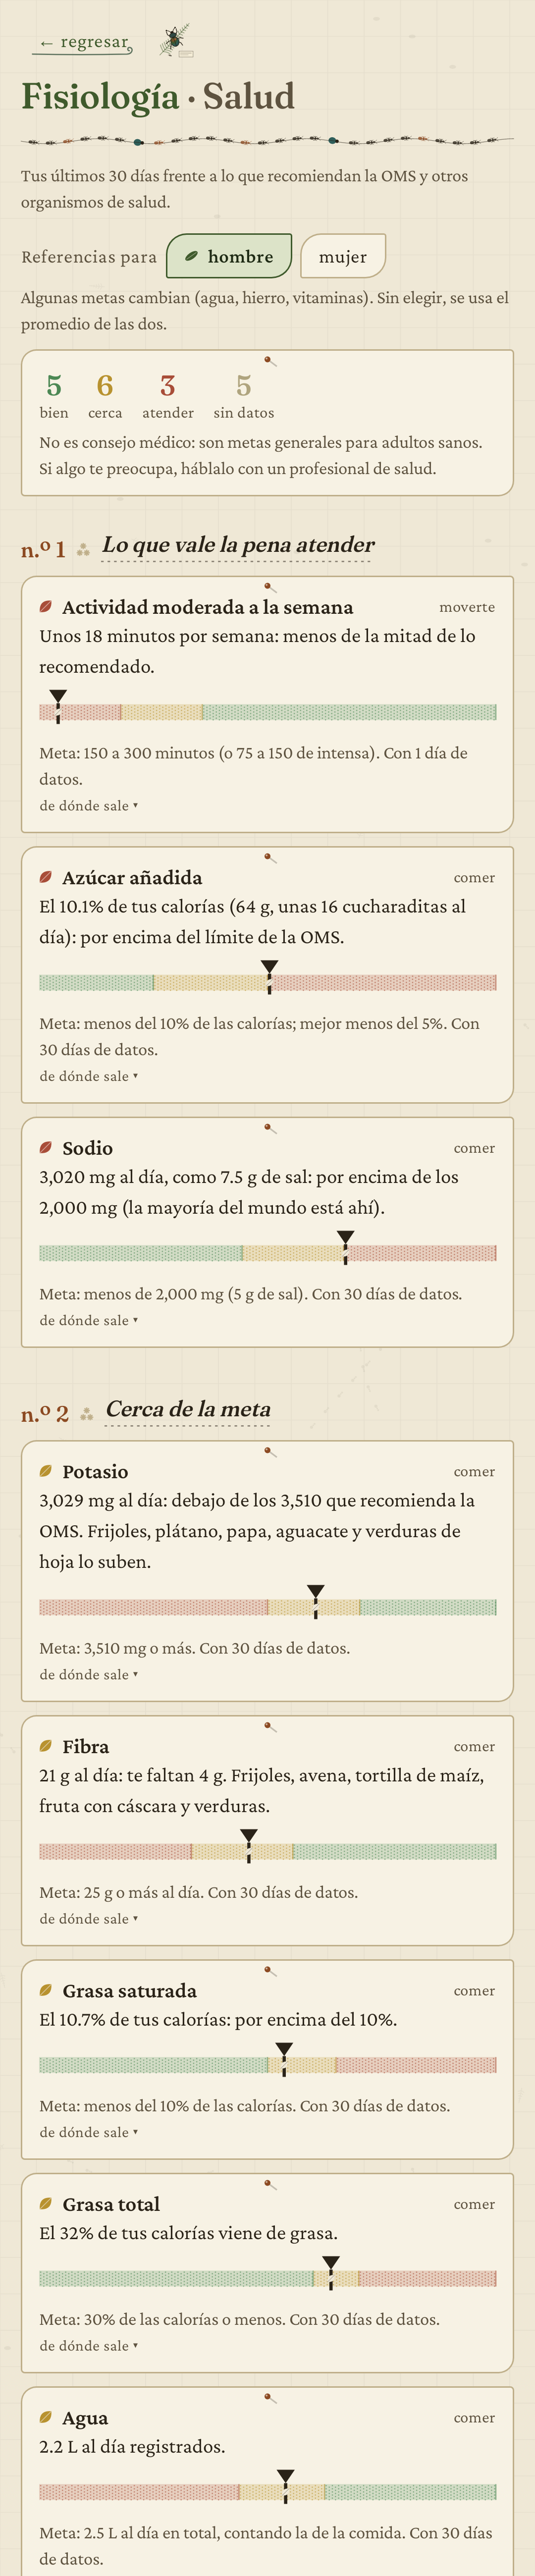 ← regresar
Fisiología · Salud
Tus últimos 30 días frente a lo que recomiendan la OMS y otros
organismos de salud.
Referencias para hombre mujer
Algunas metas cambian (agua, hierro, vitaminas). Sin elegir, se usa el
promedio de las dos.
5 6 3 5
bien cerca atender sin datos
No es consejo médico: son metas generales para adultos sanos.
Si algo te preocupa, háblalo con un profesional de salud.
n.º 1 Lo que vale la pena atender
Actividad moderada a la semana moverte
Unos 18 minutos por semana: menos de la mitad de lo
recomendado.
Meta: 150 a 300 minutos (o 75 a 150 de intensa). Con 1 día de
datos.
de dónde sale ▾
Azúcar añadida comer
El 10.1% de tus calorías (64 g, unas 16 cucharaditas al
día): por encima del límite de la OMS.
Meta: menos del 10% de las calorías; mejor menos del 5%. Con
30 días de datos.
de dónde sale ▾
Sodio comer
3,020 mg al día, como 7.5 g de sal: por encima de los
2,000 mg (la mayoría del mundo está ahí).
Meta: menos de 2,000 mg (5 g de sal). Con 30 días de datos.
de dónde sale ▾
n.º 2 Cerca de la meta
Potasio comer
3,029 mg al día: debajo de los 3,510 que recomienda la
OMS. Frijoles, plátano, papa, aguacate y verduras de
hoja lo suben.
Meta: 3,510 mg o más. Con 30 días de datos.
de dónde sale ▾
Fibra comer
21 g al día: te faltan 4 g. Frijoles, avena, tortilla de maíz,
fruta con cáscara y verduras.
Meta: 25 g o más al día. Con 30 días de datos.
de dónde sale ▾
Grasa saturada comer
El 10.7% de tus calorías: por encima del 10%.
Meta: menos del 10% de las calorías. Con 30 días de datos.
de dónde sale ▾
Grasa total comer
El 32% de tus calorías viene de grasa.
Meta: 30% de las calorías o menos. Con 30 días de datos.
de dónde sale ▾
Agua comer
2.2 L al día registrados.
Meta: 2.5 L al día en total, contando la de la comida. Con 30 días
de datos.